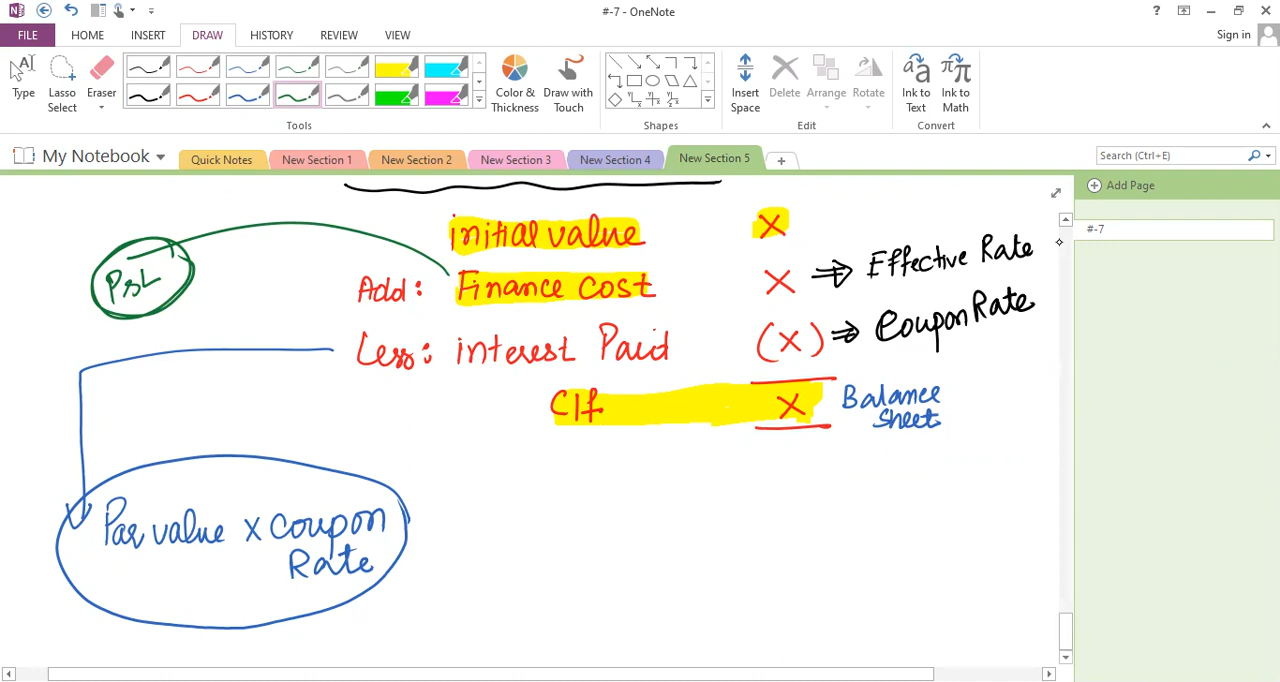 #-7 - OneNote
?
Sign in
FILE HOME INSERT DRAW HISTORY REVIEW VIEW
Type
Lasso Select
Eraser
Color & Thickness
Draw with Touch
Insert Space
Delete
Arrange
Rotate
Ink to Text
Ink to Math
Tools
Shapes
Edit
Convert
My Notebook
Quick Notes New Section 1 New Section 2 New Section 3 New Section 4 New Section 5
Search (Ctrl+E)
Add Page
#-7
initial value X
P&L
Add: Finance cost X ⇒ Effective Rate
Less: interest Paid (X) ⇒ Coupon Rate
C/f X Balance
Sheet
Par value X Coupon
Rate